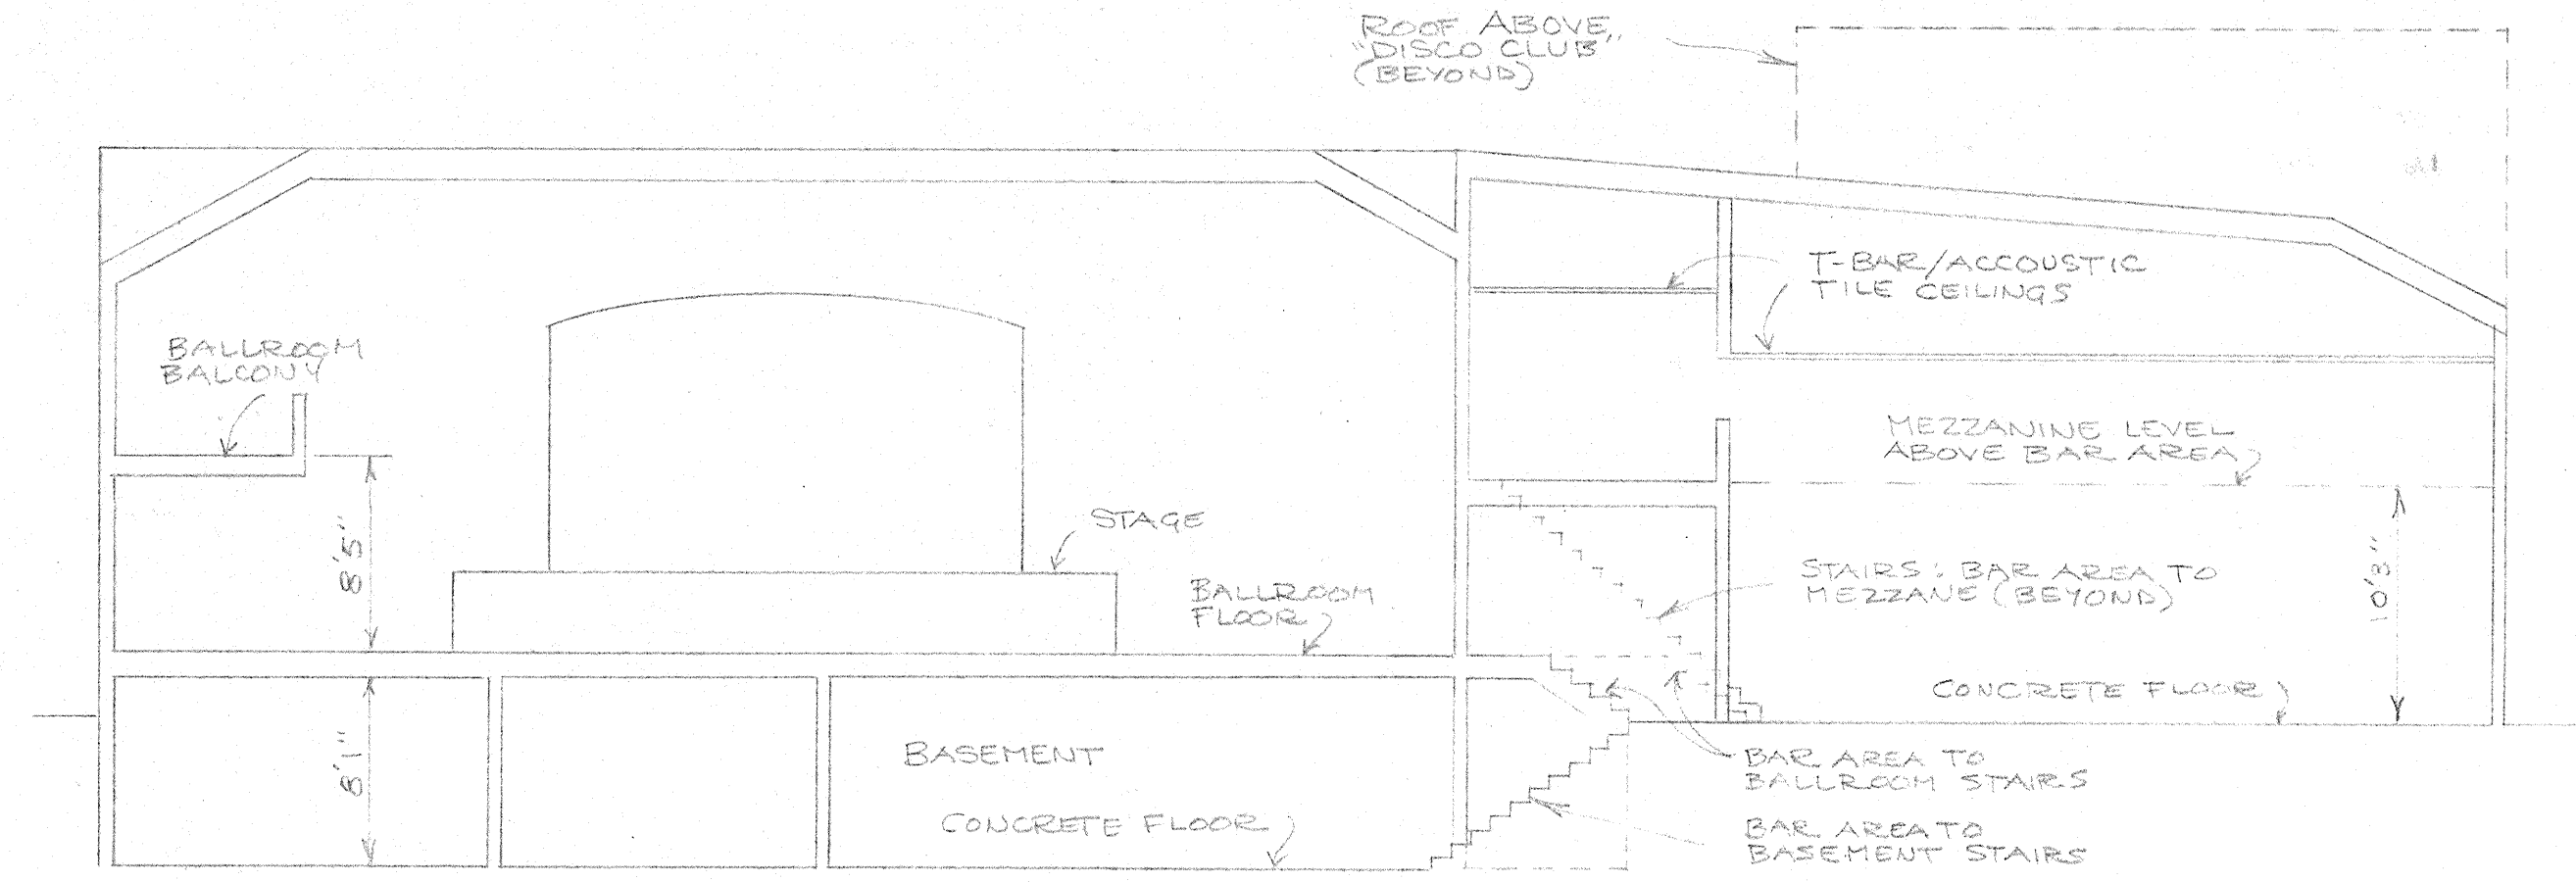 ROOF ABOVE
"DISCO CLUB"
(BEYOND)
T-BAR/ACCOUSTIC
TILE CEILINGS
BALLROOM
BALCONY
MEZZANINE LEVEL
ABOVE BAR AREA
8'5"
STAGE
BALLROOM
FLOOR
STAIRS: BAR AREA TO
MEZZANE (BEYOND)
10'3"
CONCRETE FLOOR
8'1"
BASEMENT
CONCRETE FLOOR
BAR AREA TO
BALLROOM STAIRS
BAR AREA TO
BASEMENT STAIRS